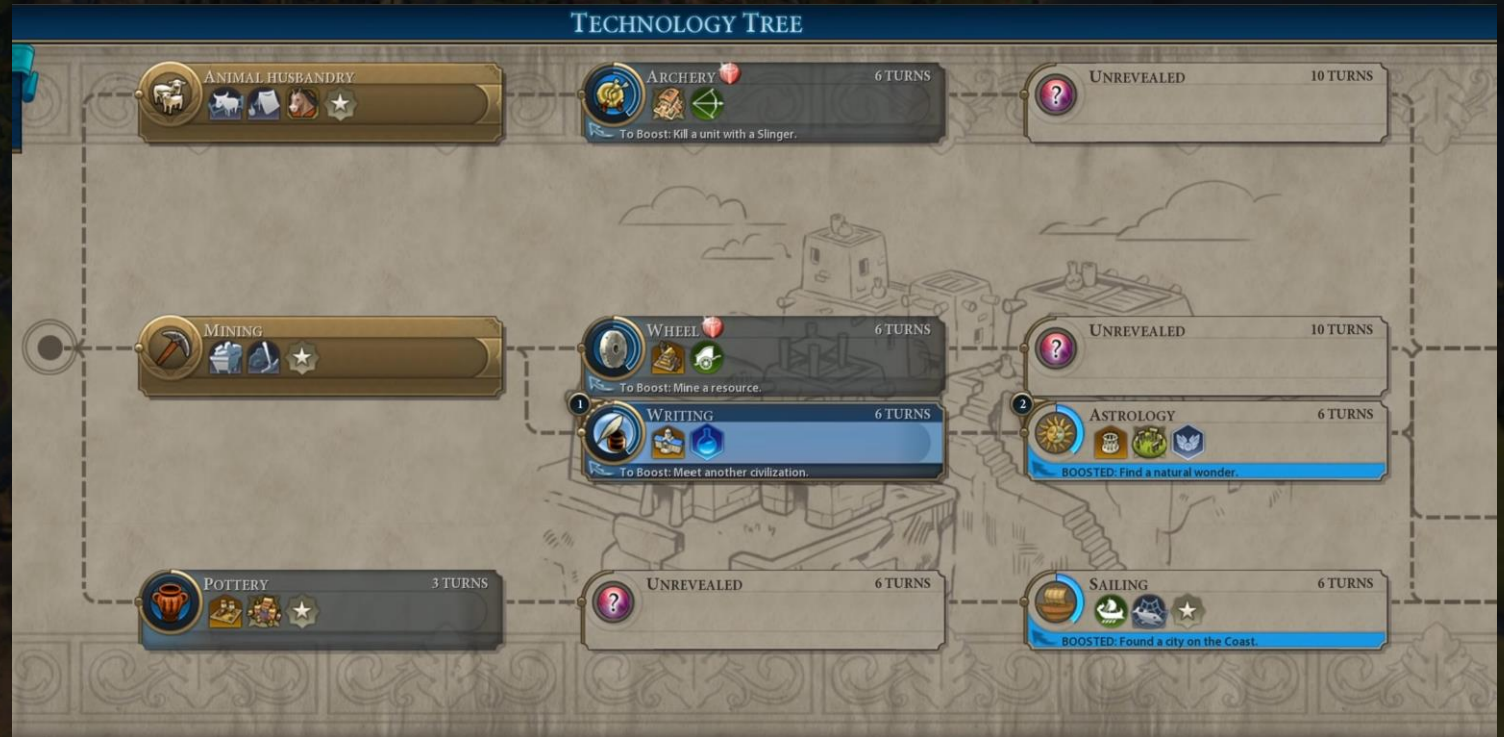 TECHNOLOGY TREE
ANIMAL HUSBANDRY
ARCHERY 6 TURNS
To Boost: Kill a unit with a Slinger.
UNREVEALED 10 TURNS
?
MINING
WHEEL 6 TURNS
To Boost: Mine a resource.
UNREVEALED 10 TURNS
?
1
WRITING 6 TURNS
To Boost: Meet another civilization.
2
ASTROLOGY 6 TURNS
BOOSTED: Find a natural wonder.
POTTERY 3 TURNS
UNREVEALED 6 TURNS
?
SAILING 6 TURNS
BOOSTED: Found a city on the Coast.